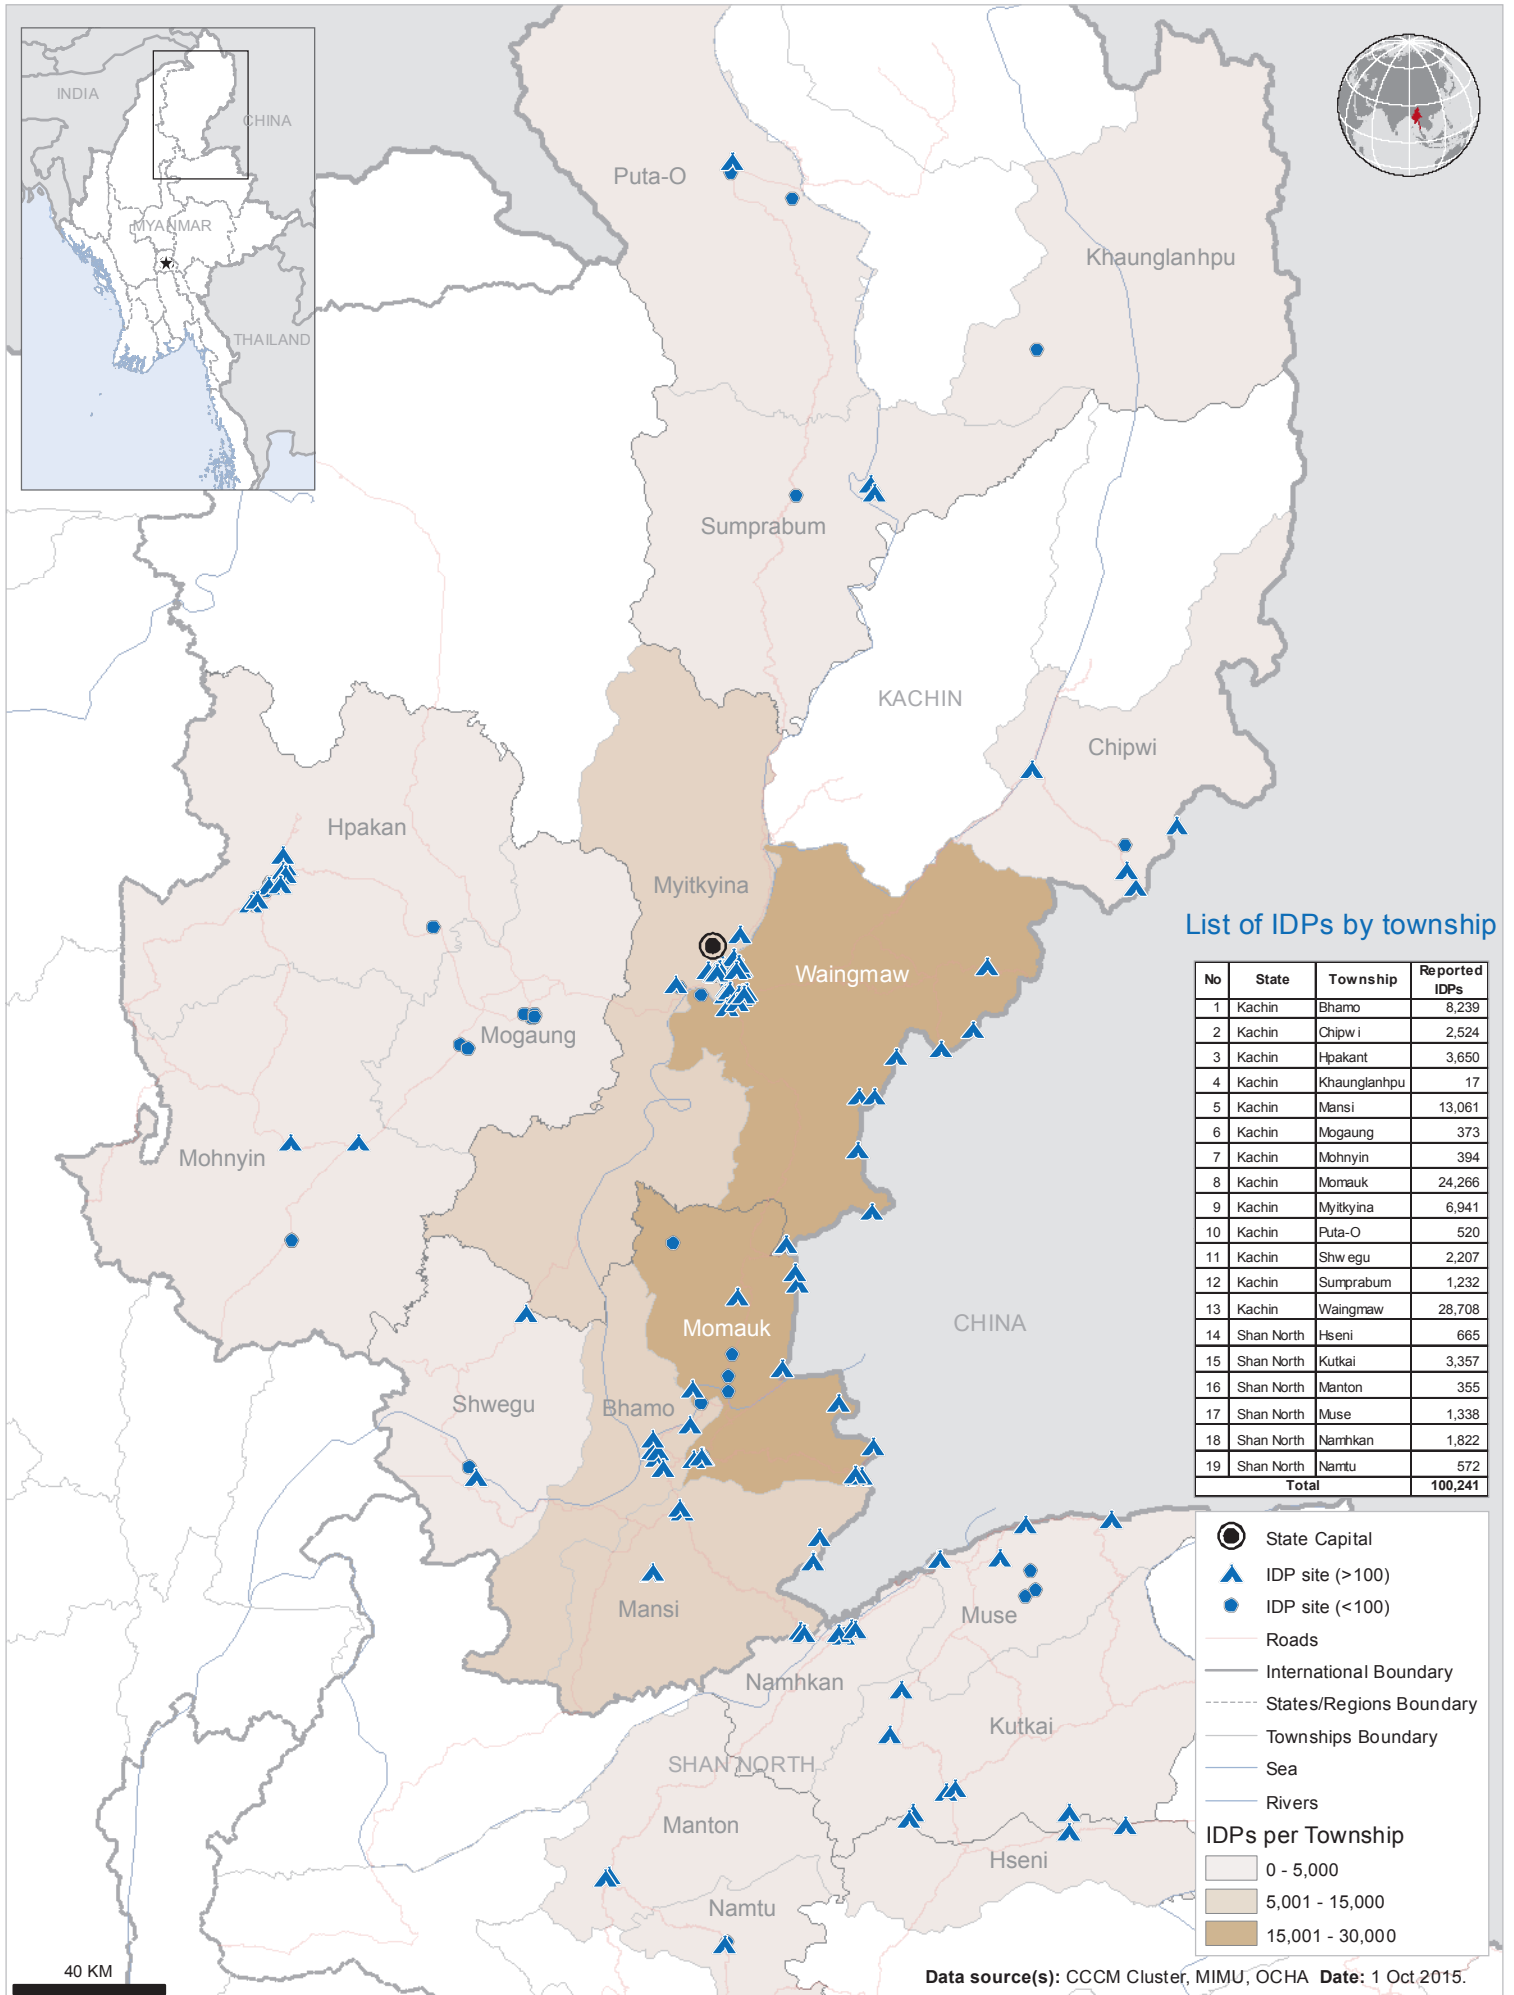 INDIA
CHINA
MYANMAR
THAILAND
Puta-O
Khaunglanhpu
Sumprabum
KACHIN
Chipwi
Hpakan
Myitkyina
Waingmaw
Mogaung
Mohnyin
Momauk
CHINA
Shwegu
Bhamo
Mansi
Muse
Namhkan
Kutkai
SHAN NORTH
Manton
Hseni
Namtu
List of IDPs by township
No State Township Reported IDPs
1 Kachin Bhamo 8,239
2 Kachin Chipwi 2,524
3 Kachin Hpakant 3,650
4 Kachin Khaunglanhpu 17
5 Kachin Mansi 13,061
6 Kachin Mogaung 373
7 Kachin Mohnyin 394
8 Kachin Momauk 24,266
9 Kachin Myitkyina 6,941
10 Kachin Puta-O 520
11 Kachin Shwegu 2,207
12 Kachin Sumprabum 1,232
13 Kachin Waingmaw 28,708
14 Shan North Hseni 665
15 Shan North Kutkai 3,357
16 Shan North Manton 355
17 Shan North Muse 1,338
18 Shan North Namhkan 1,822
19 Shan North Namtu 572
Total 100,241
State Capital
IDP site (>100)
IDP site (<100)
Roads
International Boundary
States/Regions Boundary
Townships Boundary
Sea
Rivers
IDPs per Township
0 - 5,000
5,001 - 15,000
15,001 - 30,000
40 KM
Data source(s): CCCM Cluster, MIMU, OCHA Date: 1 Oct 2015.